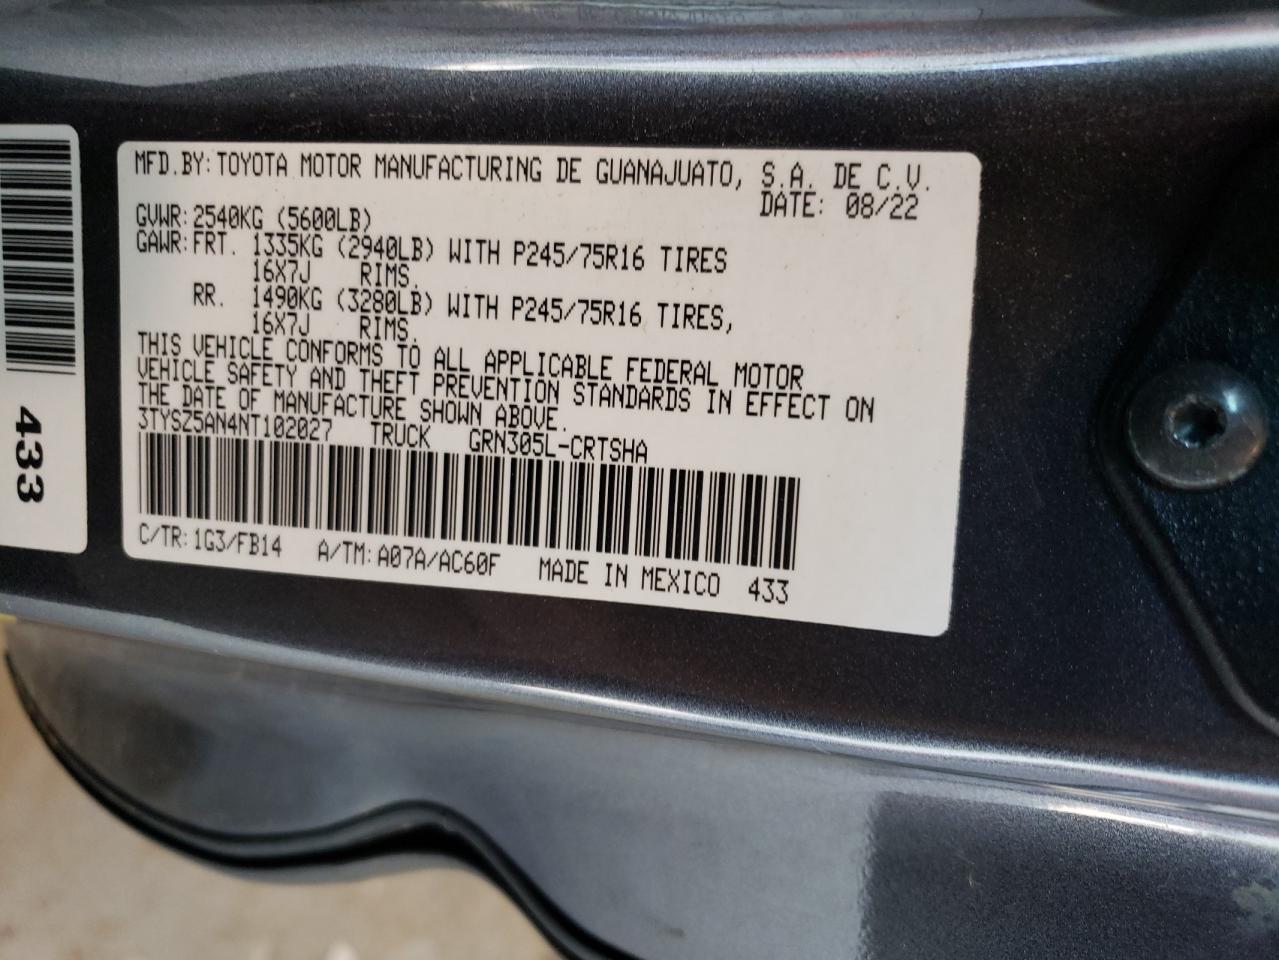 MFD.BY: TOYOTA MOTOR MANUFACTURING DE GUANAJUATO, S.A. DE C.V.
DATE: 08/22
GVWR: 2540KG (5600LB)
GAWR: FRT. 1335KG (2940LB) WITH P245/75R16 TIRES
16X7J RIMS.
RR. 1490KG (3280LB) WITH P245/75R16 TIRES,
16X7J RIMS.
THIS VEHICLE CONFORMS TO ALL APPLICABLE FEDERAL MOTOR
VEHICLE SAFETY AND THEFT PREVENTION STANDARDS IN EFFECT ON
THE DATE OF MANUFACTURE SHOWN ABOVE.
3TYSZ5AN4NT102027 TRUCK GRN305L-CRTSHA
C/TR: 1G3/FB14 A/TM: A07A/AC60F MADE IN MEXICO 433
433